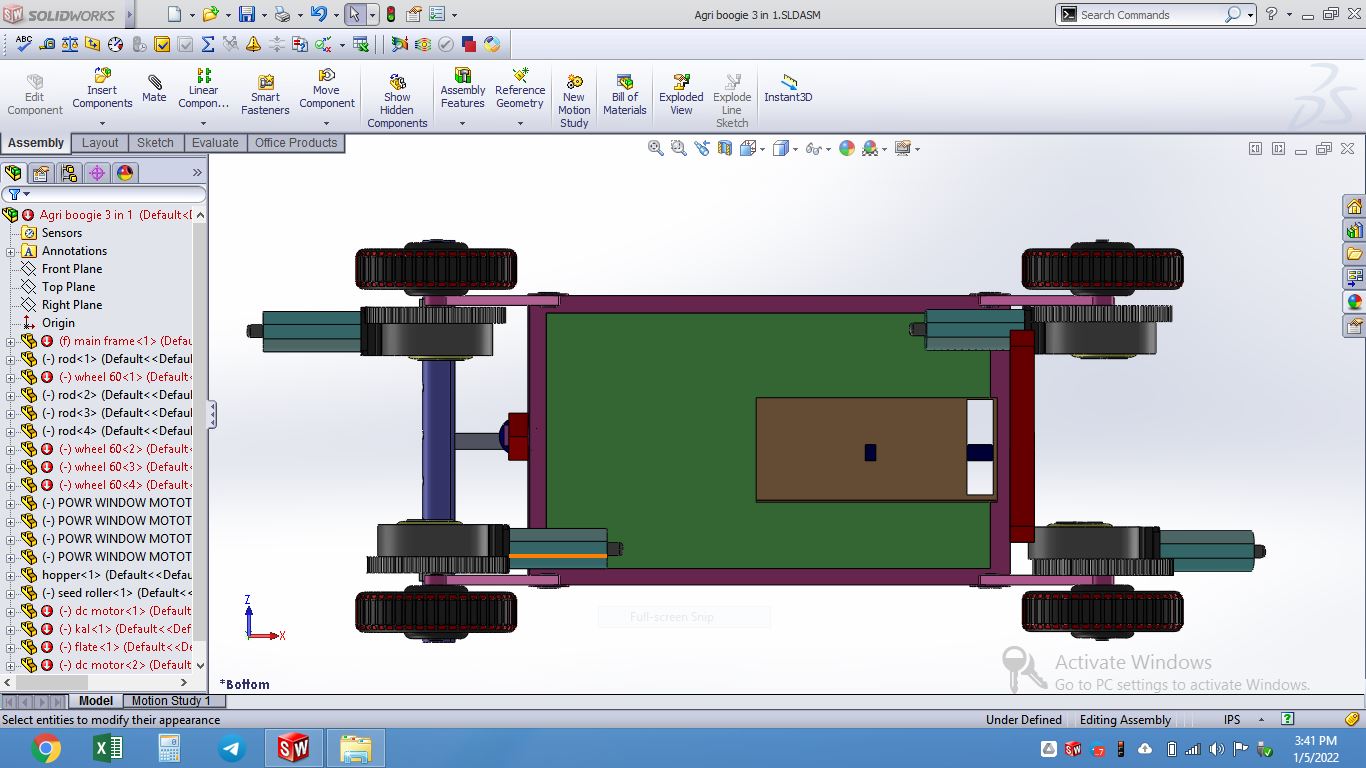 SOLIDWORKS
Agri boogie 3 in 1.SLDASM
Search Commands
ABC
Edit Component
Insert Components
Mate
Linear Compon...
Smart Fasteners
Move Component
Show Hidden Components
Assembly Features
Reference Geometry
New Motion Study
Bill of Materials
Exploded View
Explode Line Sketch
Instant3D
Assembly
Layout
Sketch
Evaluate
Office Products
Agri boogie 3 in 1 (Default<
Sensors
Annotations
Front Plane
Top Plane
Right Plane
Origin
(f) main frame<1> (Defau
(-) rod<1> (Default<<Defaul
(-) wheel 60<1> (Default<
(-) rod<2> (Default<<Defaul
(-) rod<3> (Default<<Defaul
(-) rod<4> (Default<<Defaul
(-) wheel 60<2> (Default<
(-) wheel 60<3> (Default<
(-) wheel 60<4> (Default<
(-) POWR WINDOW MOTOT
(-) POWR WINDOW MOTOT
(-) POWR WINDOW MOTOT
(-) POWR WINDOW MOTOT
hopper<1> (Default<<Defau
(-) seed roller<1> (Default<<
(-) dc motor<1> (Default
(-) kal<1> (Default<<Def
(-) flate<1> (Default<<De
(-) dc motor<2> (Default
Z
X
*Bottom
Full-screen Snip
Activate Windows
Go to PC settings to activate Windows.
Model
Motion Study 1
Select entities to modify their appearance
Under Defined
Editing Assembly
IPS
3:41 PM
1/5/2022